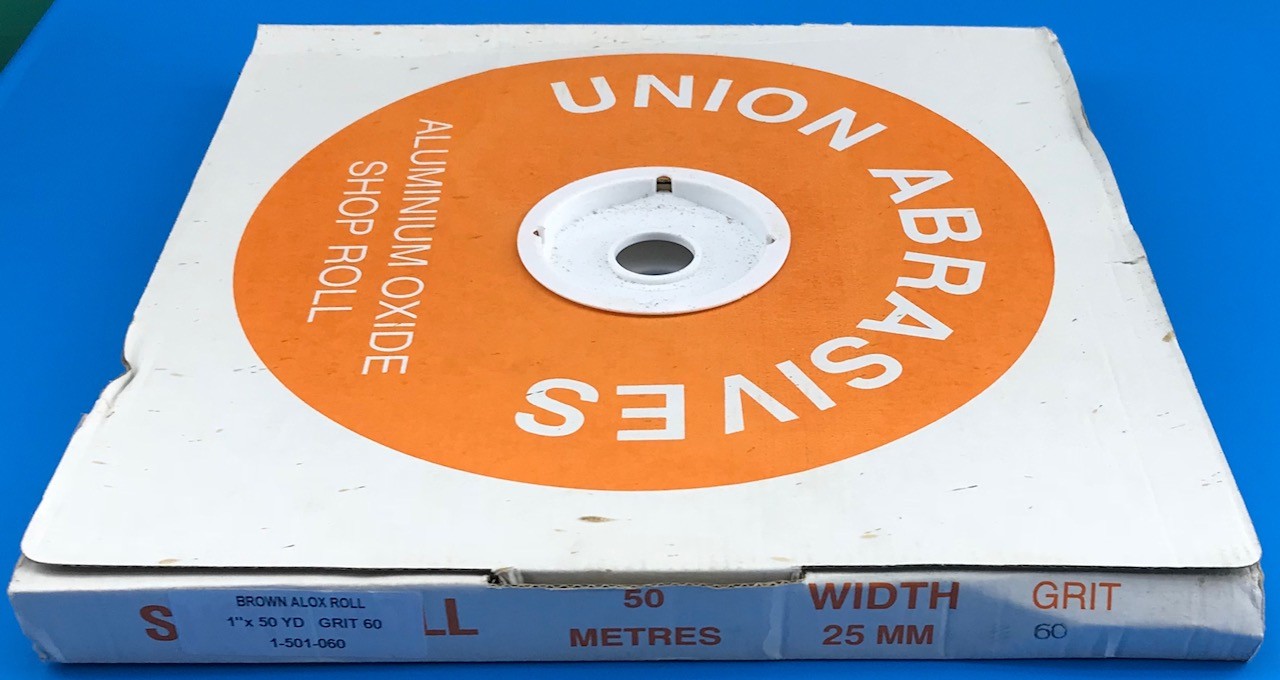 UNION ABRASIVES
ALUMINIUM OXIDE
SHOP ROLL
S
BROWN ALOX ROLL
1"x 50 YD GRIT 60
1-501-060
LL
50
METRES
WIDTH
25 MM
GRIT
60